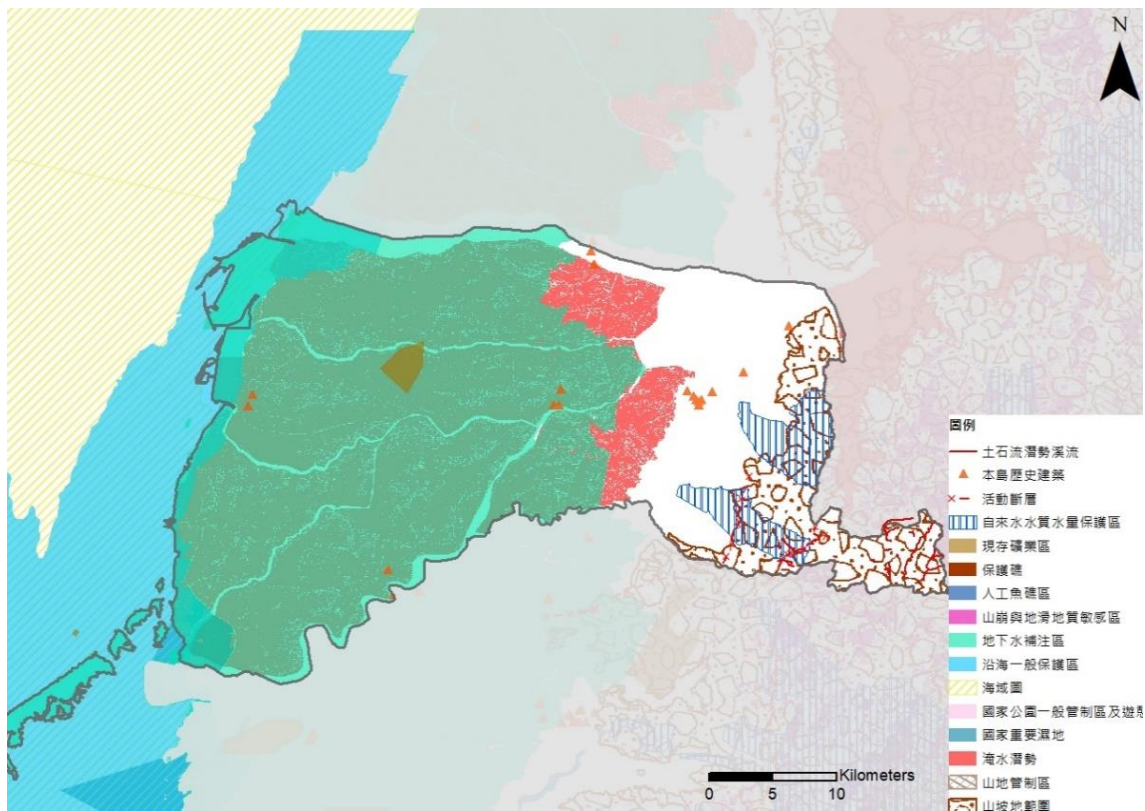 N
圖例
土石流潛勢溪流
本島歷史建築
活動斷層
自來水水質水量保護區
現存礦業區
保護礁
人工魚礁區
山崩與地滑地質敏感區
地下水補注區
沿海一般保護區
海域圖
國家公園一般管制區及遊憩
國家重要濕地
淹水潛勢
山地管制區
山坡地範圍
Kilometers
0 5 10